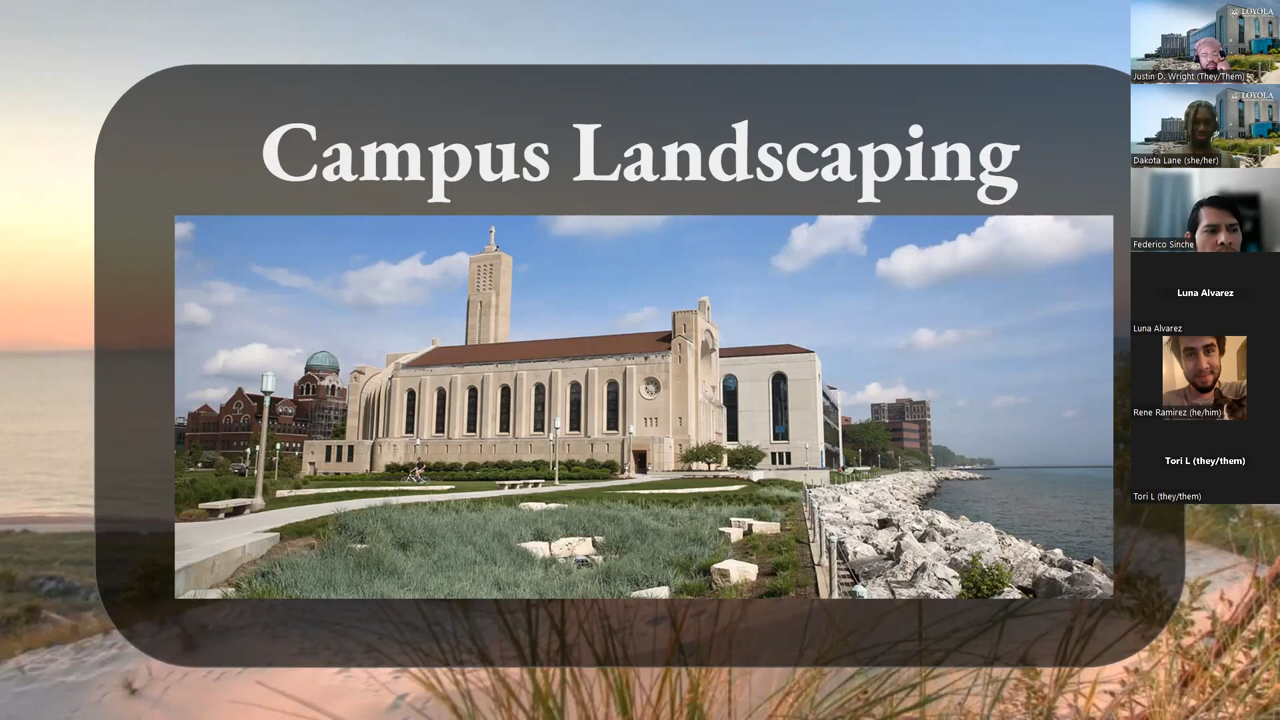 Campus Landscaping
LOYOLA
Justin D. Wright (They/Them)
LOYOLA
Dakota Lane (she/her)
Federico Sinche
Luna Alvarez
Luna Alvarez
Rene Ramirez (he/him)
Tori L (they/them)
Tori L (they/them)